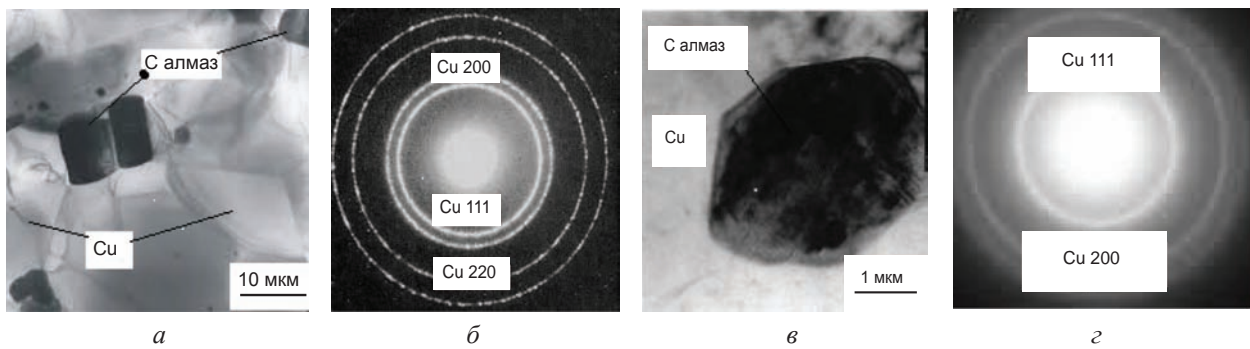 С алмаз
Cu
10 мкм
Cu 200
Cu 111
Cu 220
С алмаз
Cu
1 мкм
Cu 111
Cu 200
а
б
в
г